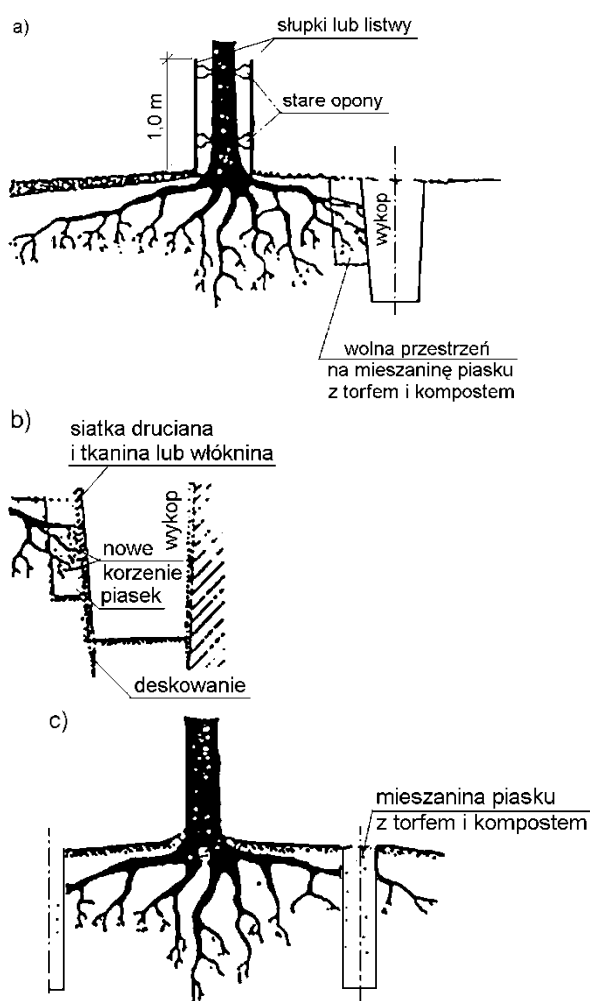 a)
słupki lub listwy
stare opony
1,0 m
wykop
wolna przestrzeń
na mieszaninę piasku
z torfem i kompostem
b)
siatka druciana
i tkanina lub włóknina
wykop
nowe
korzenie
piasek
deskowanie
c)
mieszanina piasku
z torfem i kompostem